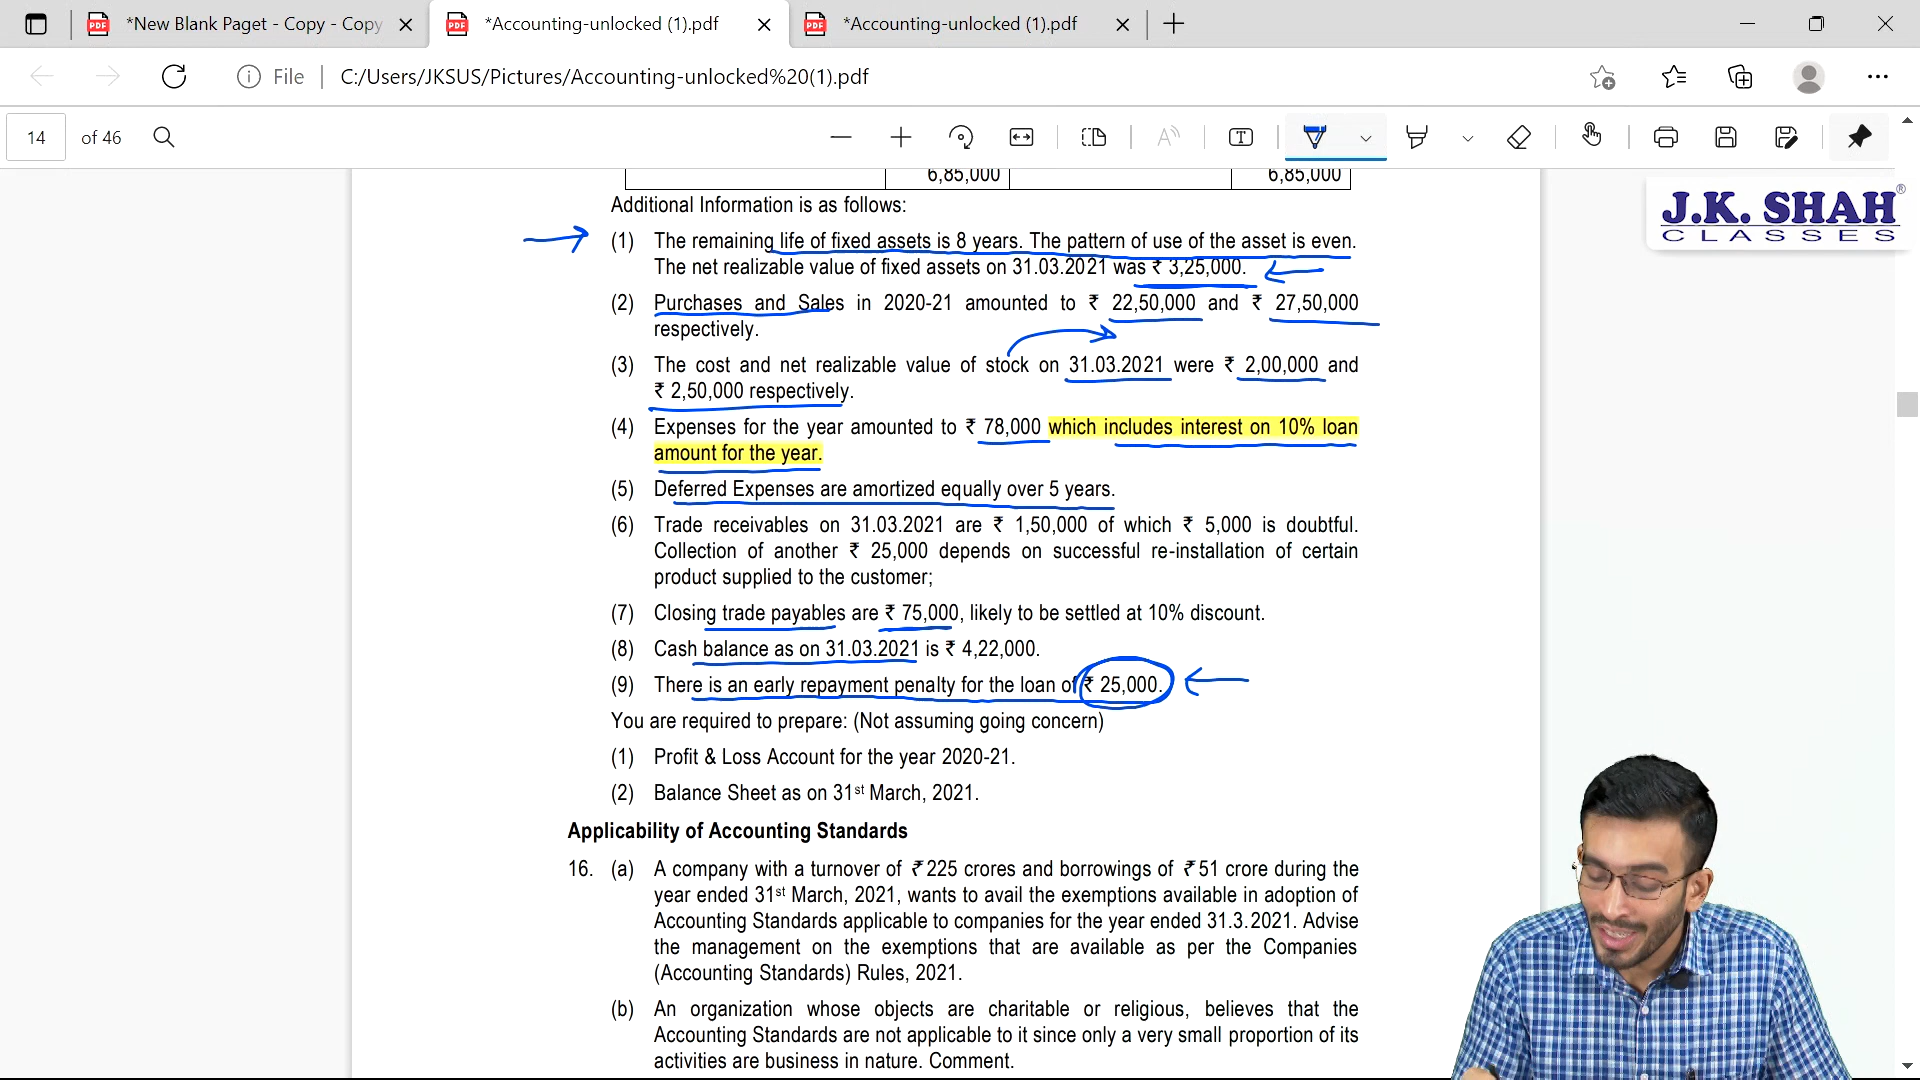 *New Blank Paget - Copy - Copy
*Accounting-unlocked (1).pdf
*Accounting-unlocked (1).pdf
File
C:/Users/JKSUS/Pictures/Accounting-unlocked%20(1).pdf
14 of 46
6,85,000 6,85,000
J.K. SHAH®
CLASSES
Additional Information is as follows:
(1) The remaining life of fixed assets is 8 years. The pattern of use of the asset is even.
The net realizable value of fixed assets on 31.03.2021 was ₹ 3,25,000.
(2) Purchases and Sales in 2020-21 amounted to ₹ 22,50,000 and ₹ 27,50,000
respectively.
(3) The cost and net realizable value of stock on 31.03.2021 were ₹ 2,00,000 and
₹ 2,50,000 respectively.
(4) Expenses for the year amounted to ₹ 78,000 which includes interest on 10% loan
amount for the year.
(5) Deferred Expenses are amortized equally over 5 years.
(6) Trade receivables on 31.03.2021 are ₹ 1,50,000 of which ₹ 5,000 is doubtful.
Collection of another ₹ 25,000 depends on successful re-installation of certain
product supplied to the customer;
(7) Closing trade payables are ₹ 75,000, likely to be settled at 10% discount.
(8) Cash balance as on 31.03.2021 is ₹ 4,22,000.
(9) There is an early repayment penalty for the loan of ₹ 25,000.
You are required to prepare: (Not assuming going concern)
(1) Profit & Loss Account for the year 2020-21.
(2) Balance Sheet as on 31st March, 2021.
Applicability of Accounting Standards
16. (a) A company with a turnover of ₹ 225 crores and borrowings of ₹ 51 crore during the
year ended 31st March, 2021, wants to avail the exemptions available in adoption of
Accounting Standards applicable to companies for the year ended 31.3.2021. Advise
the management on the exemptions that are available as per the Companies
(Accounting Standards) Rules, 2021.
(b) An organization whose objects are charitable or religious, believes that the
Accounting Standards are not applicable to it since only a very small proportion of its
activities are business in nature. Comment.